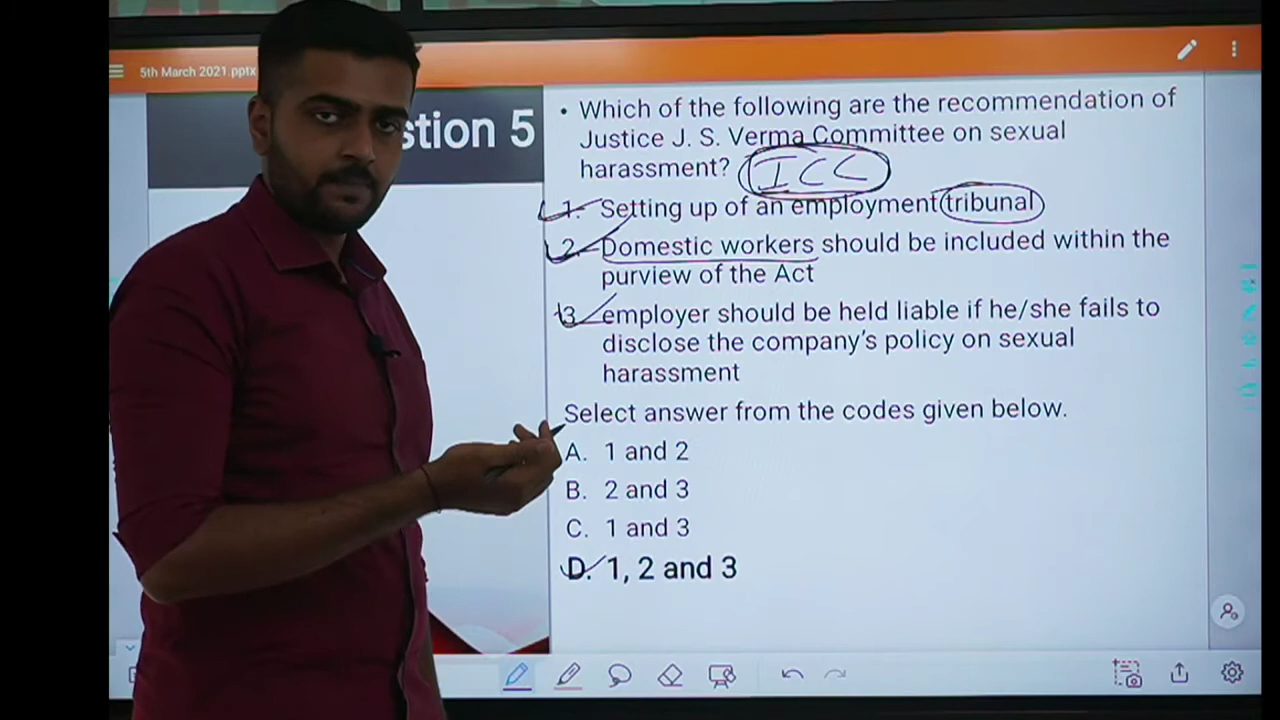 5th March 2021.pptx
stion 5
• Which of the following are the recommendation of
Justice J. S. Verma Committee on sexual
harassment? ICC
1. Setting up of an employment tribunal
2. Domestic workers should be included within the
purview of the Act
3. employer should be held liable if he/she fails to
disclose the company's policy on sexual
harassment
Select answer from the codes given below.
A. 1 and 2
B. 2 and 3
C. 1 and 3
D. 1, 2 and 3